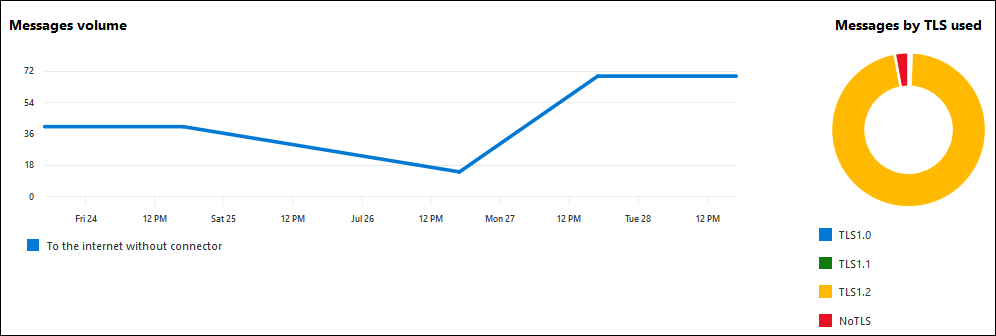 Messages volume
Messages by TLS used
72
54
36
18
0
Fri 24 12 PM Sat 25 12 PM Jul 26 12 PM Mon 27 12 PM Tue 28 12 PM
To the internet without connector
TLS1.0
TLS1.1
TLS1.2
NoTLS